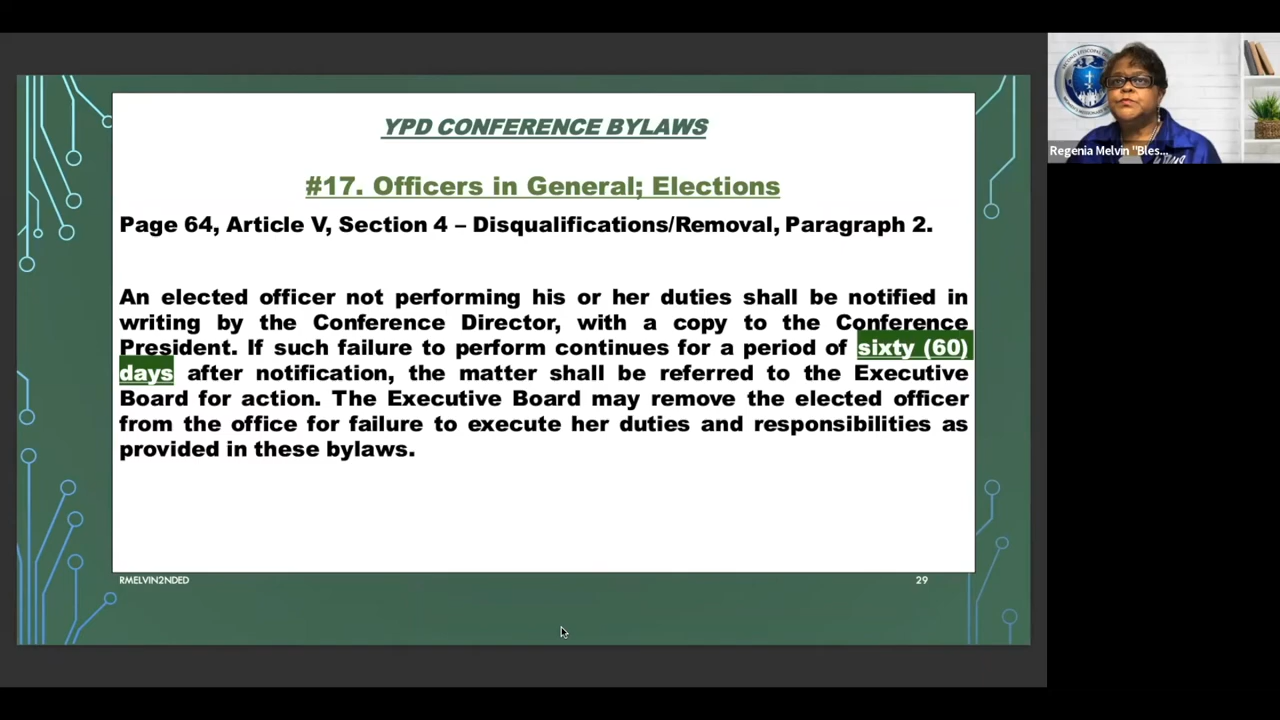 YPD CONFERENCE BYLAWS
#17. Officers in General; Elections
Page 64, Article V, Section 4 – Disqualifications/Removal, Paragraph 2.
An elected officer not performing his or her duties shall be notified in
writing by the Conference Director, with a copy to the Conference
President. If such failure to perform continues for a period of sixty (60)
days after notification, the matter shall be referred to the Executive
Board for action. The Executive Board may remove the elected officer
from the office for failure to execute her duties and responsibilities as
provided in these bylaws.
RMELVIN2NDED
29
Regenia Melvin "Bles...